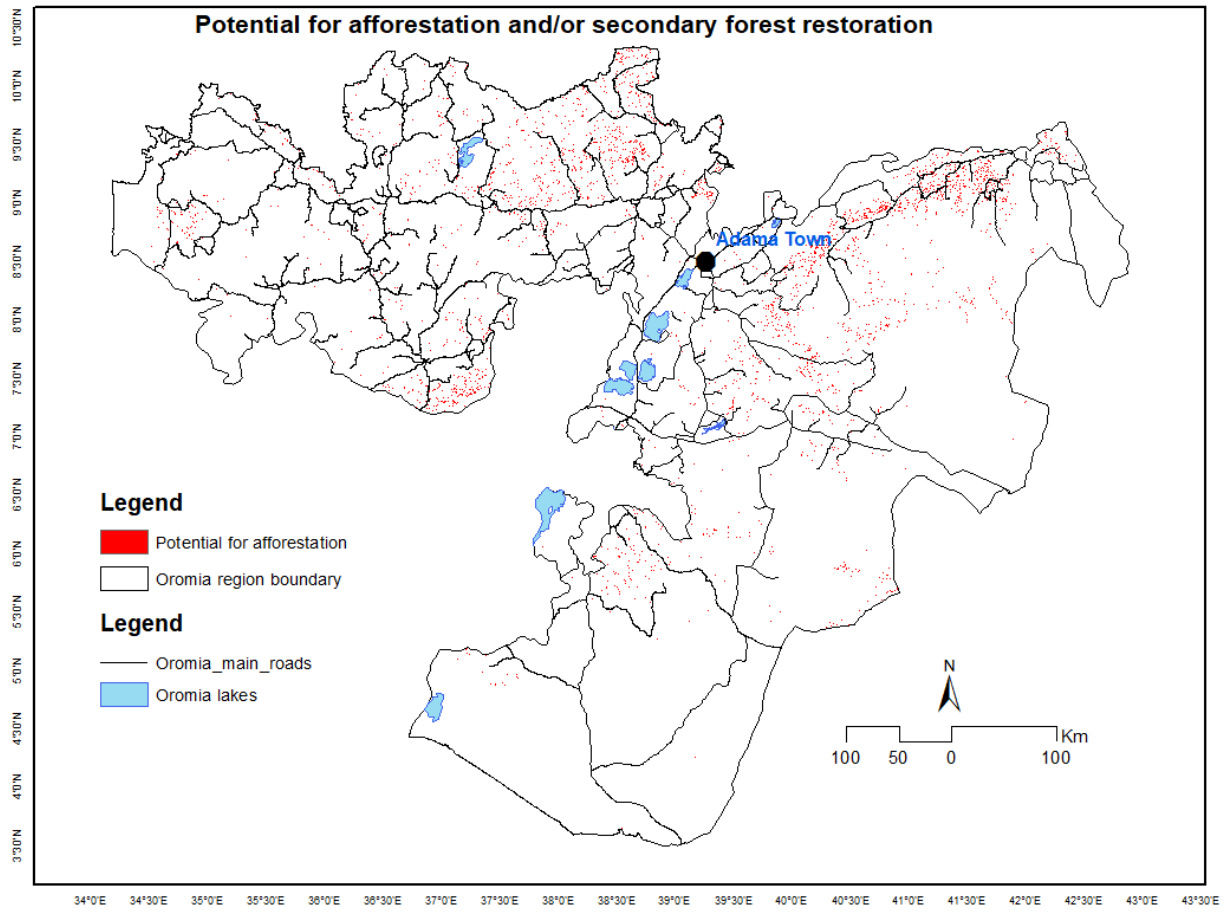 Potential for afforestation and/or secondary forest restoration
10°30'N
10°0'N
9°30'N
9°0'N
8°30'N
8°0'N
7°30'N
7°0'N
6°30'N
6°0'N
5°30'N
5°0'N
4°30'N
4°0'N
3°30'N
Adama Town
Legend
Potential for afforestation
Oromia region boundary
Legend
Oromia_main_roads
Oromia lakes
N
Km
100 50 0 100
34°0'E 34°30'E 35°0'E 35°30'E 36°0'E 36°30'E 37°0'E 37°30'E 38°0'E 38°30'E 39°0'E 39°30'E 40°0'E 40°30'E 41°0'E 41°30'E 42°0'E 42°30'E 43°0'E 43°30'E